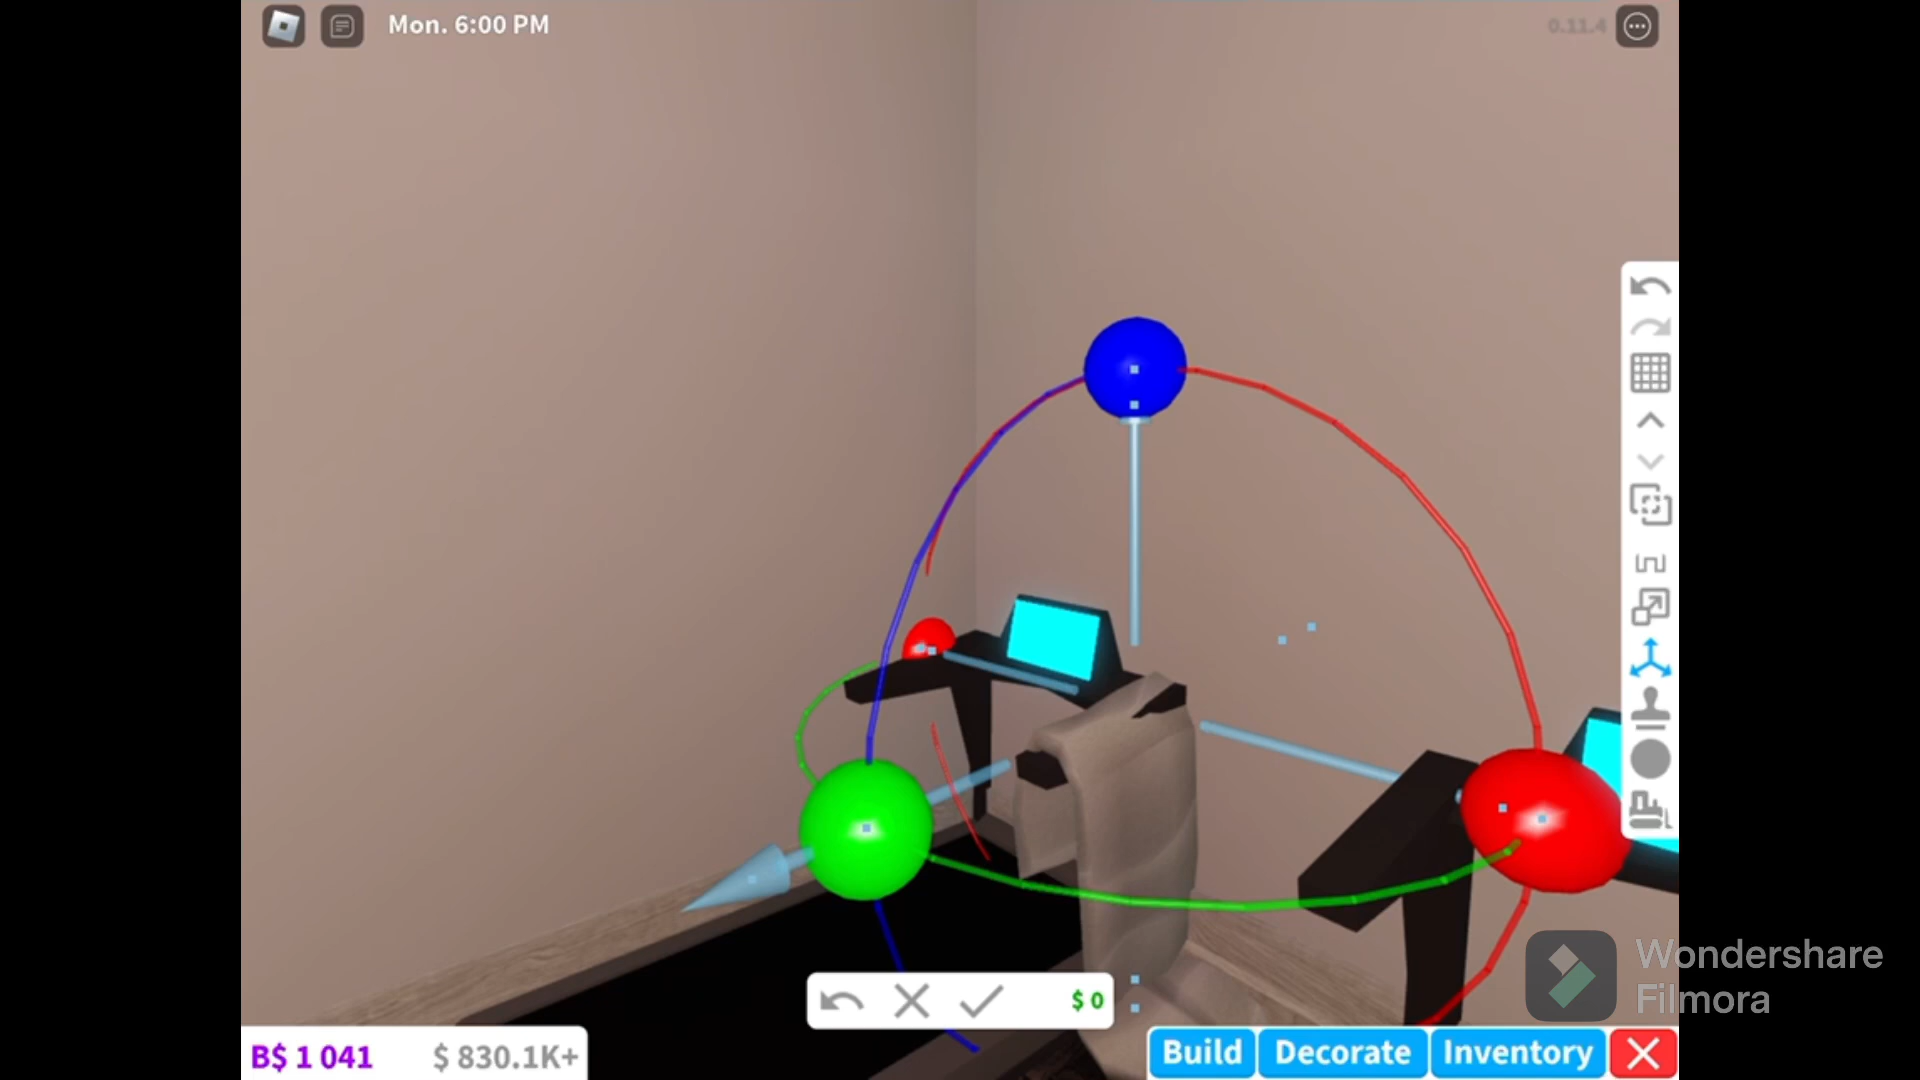 Mon. 6:00 PM
0.11.4
$ 0
B$ 1 041
$ 830.1K+
Build
Decorate
Inventory
Wondershare
Filmora